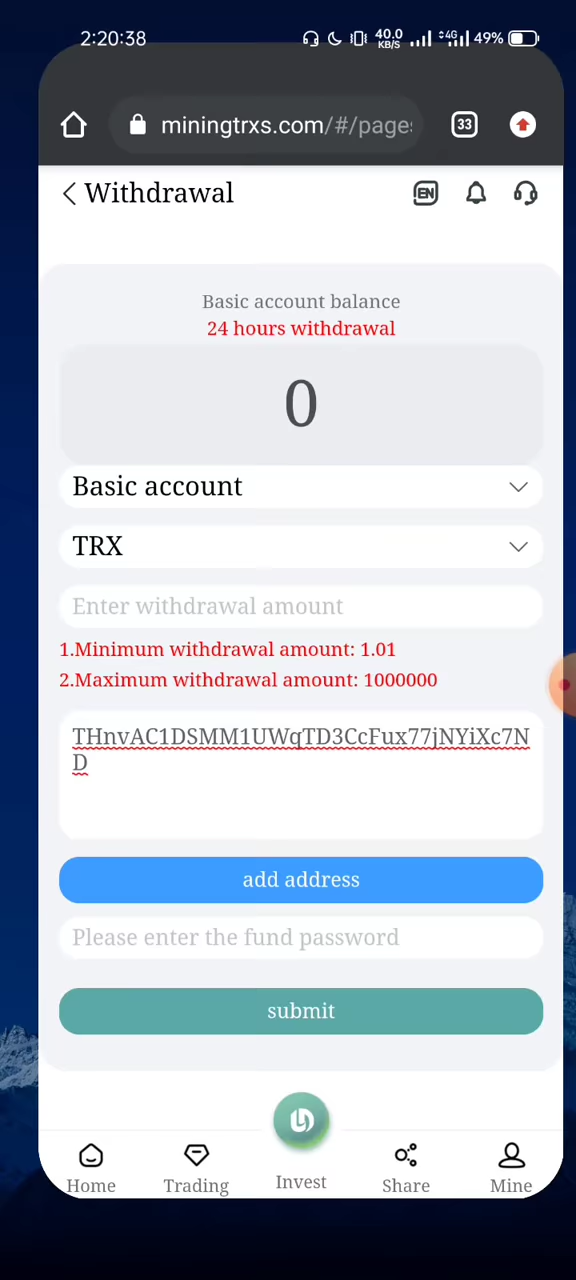 2:20:38 40.0 KB/S 4G 49%
miningtrxs.com/#/pages 33
Withdrawal EN
Basic account balance
24 hours withdrawal
0
Basic account
TRX
Enter withdrawal amount
1.Minimum withdrawal amount: 1.01
2.Maximum withdrawal amount: 1000000
THnvAC1DSMM1UWqTD3CcFux77jNYiXc7N
D
add address
Please enter the fund password
submit
Home Trading Invest Share Mine